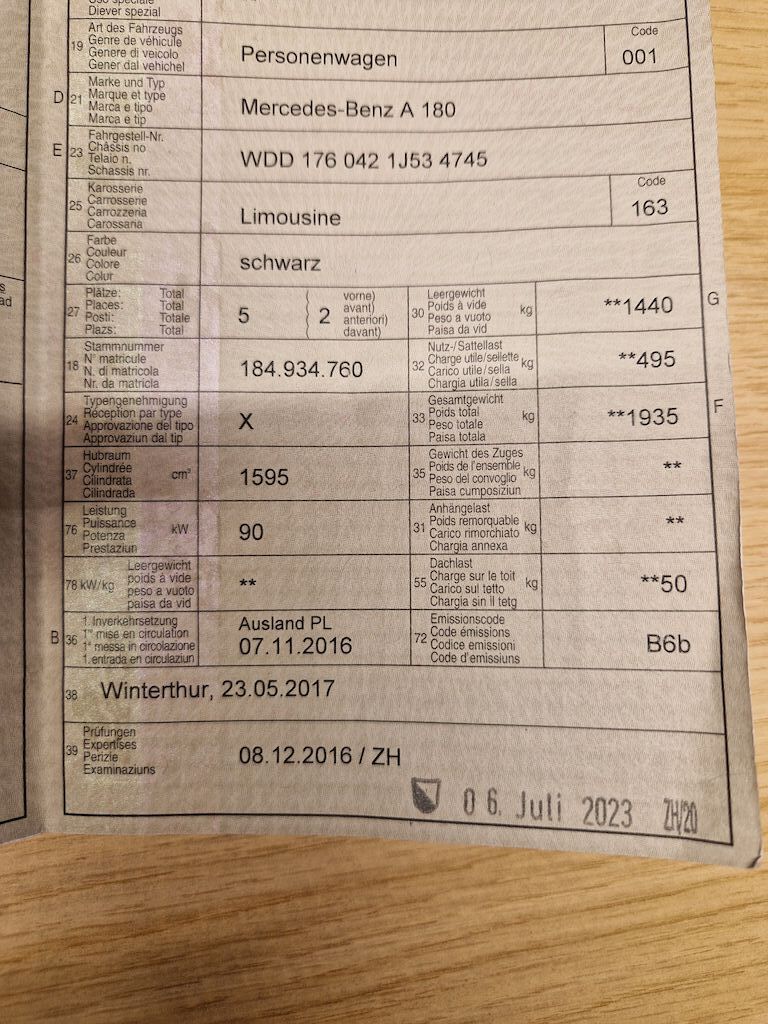 Uso speciale
Diever spezial
19
Art des Fahrzeugs
Genre de véhicule
Genere di veicolo
Gener dal vehichel
Personenwagen
Code
001
D
21
Marke und Typ
Marque et type
Marca e tipo
Marca e tip
Mercedes-Benz A 180
E
23
Fahrgestell-Nr.
Châssis no
Telaio n.
Schassis nr.
WDD 176 042 1J53 4745
25
Karosserie
Carrosserie
Carrozzeria
Carossaria
Limousine
Code
163
26
Farbe
Couleur
Colore
Colur
schwarz
27
Plätze: Total
Places: Total
Posti: Totale
Plazs: Total
5
( 2 vorne)
avant)
anteriori)
davant)
30
Leergewicht
Poids à vide
Peso a vuoto
Paisa da vid
kg
**1440
G
18
Stammnummer
N° matricule
N. di matricola
Nr. da matricla
184.934.760
32
Nutz-/Sattellast
Charge utile/sellette
Carico utile/sella
Chargia utila/sella
kg
**495
24
Typengenehmigung
Réception par type
Approvazione del tipo
Approvaziun dal tip
X
33
Gesamtgewicht
Poids total
Peso totale
Paisa totala
kg
**1935
F
37
Hubraum
Cylindrée
Cilindrata
Cilindrada
cm³
1595
35
Gewicht des Zuges
Poids de l'ensemble
Peso del convoglio
Paisa cumposiziun
kg
**
76
Leistung
Puissance
Potenza
Prestaziun
kW
90
31
Anhängelast
Poids remorquable
Carico rimorchiato
Chargia annexa
kg
**
78 kW/kg
Leergewicht
poids à vide
peso a vuoto
paisa da vid
**
55
Dachlast
Charge sur le toit
Carico sul tetto
Chargia sin il tetg
kg
**50
B
36
1. Inverkehrsetzung
1re mise en circulation
1a messa in circolazione
1. entrada en circulaziun
Ausland PL
07.11.2016
72
Emissionscode
Code émissions
Codice emissioni
Code d'emissiuns
B6b
38
Winterthur, 23.05.2017
39
Prüfungen
Expertises
Perizie
Examinaziuns
08.12.2016 / ZH
06. Juli 2023 ZH/20